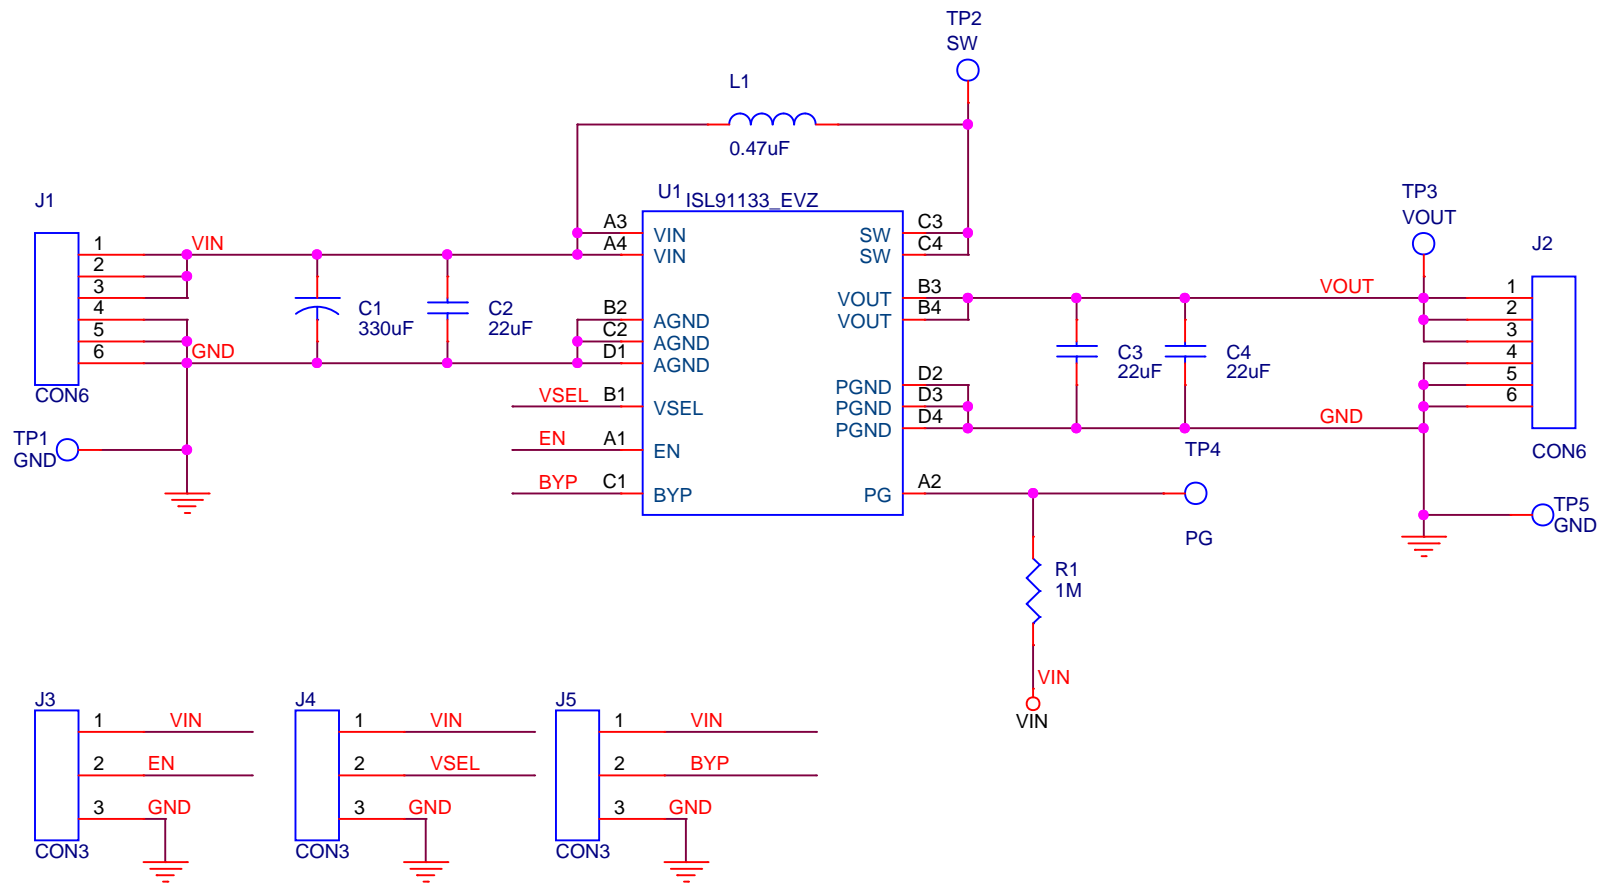 TP2
SW
L1
0.47uF
U1 ISL91133_EVZ
J1
1
2
3
4
5
6
VIN
GND
CON6
TP1
GND
C1
330uF
C2
22uF
A3
A4
B2
C2
D1
VSEL B1
EN A1
BYP C1
VIN
VIN
AGND
AGND
AGND
VSEL
EN
BYP
SW
SW
VOUT
VOUT
PGND
PGND
PGND
PG
C3
C4
B3
B4
D2
D3
D4
A2
C3
22uF
C4
22uF
VOUT
GND
TP3
VOUT
J2
1
2
3
4
5
6
CON6
TP4
PG
TP5
GND
R1
1M
VIN
VIN
J3
1 VIN
2 EN
3 GND
CON3
J4
1 VIN
2 VSEL
3 GND
CON3
J5
1 VIN
2 BYP
3 GND
CON3